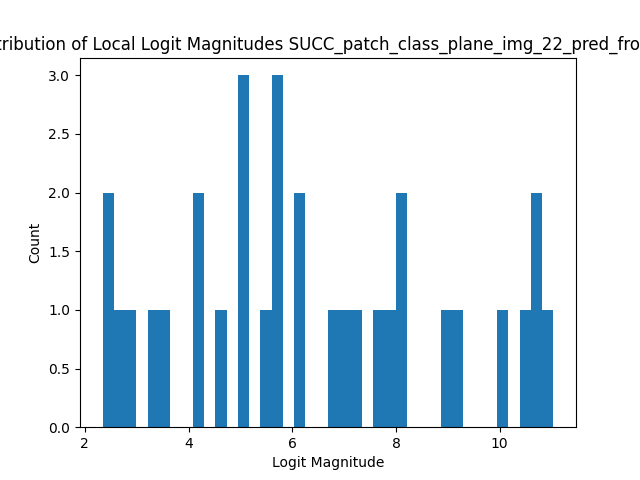 tribution of Local Logit Magnitudes SUCC_patch_class_plane_img_22_pred_fro
3.0
2.5
2.0
1.5
1.0
0.5
0.0
Count
2 4 6 8 10
Logit Magnitude